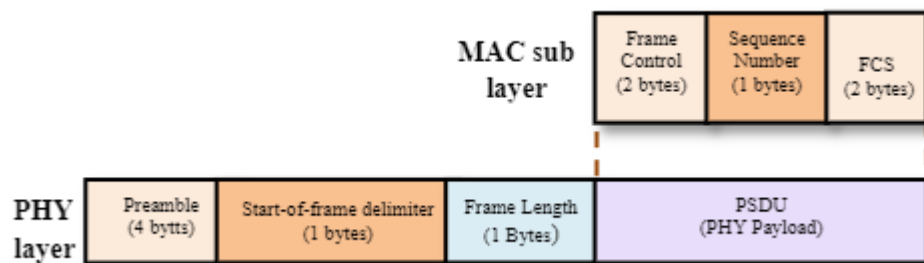 MAC sub
layer
Frame
Control
(2 bytes)
Sequence
Number
(1 bytes)
FCS
(2 bytes)
PHY
layer
Preamble
(4 bytts)
Start-of-frame delimiter
(1 bytes)
Frame Length
(1 Bytes)
PSDU
(PHY Payload)